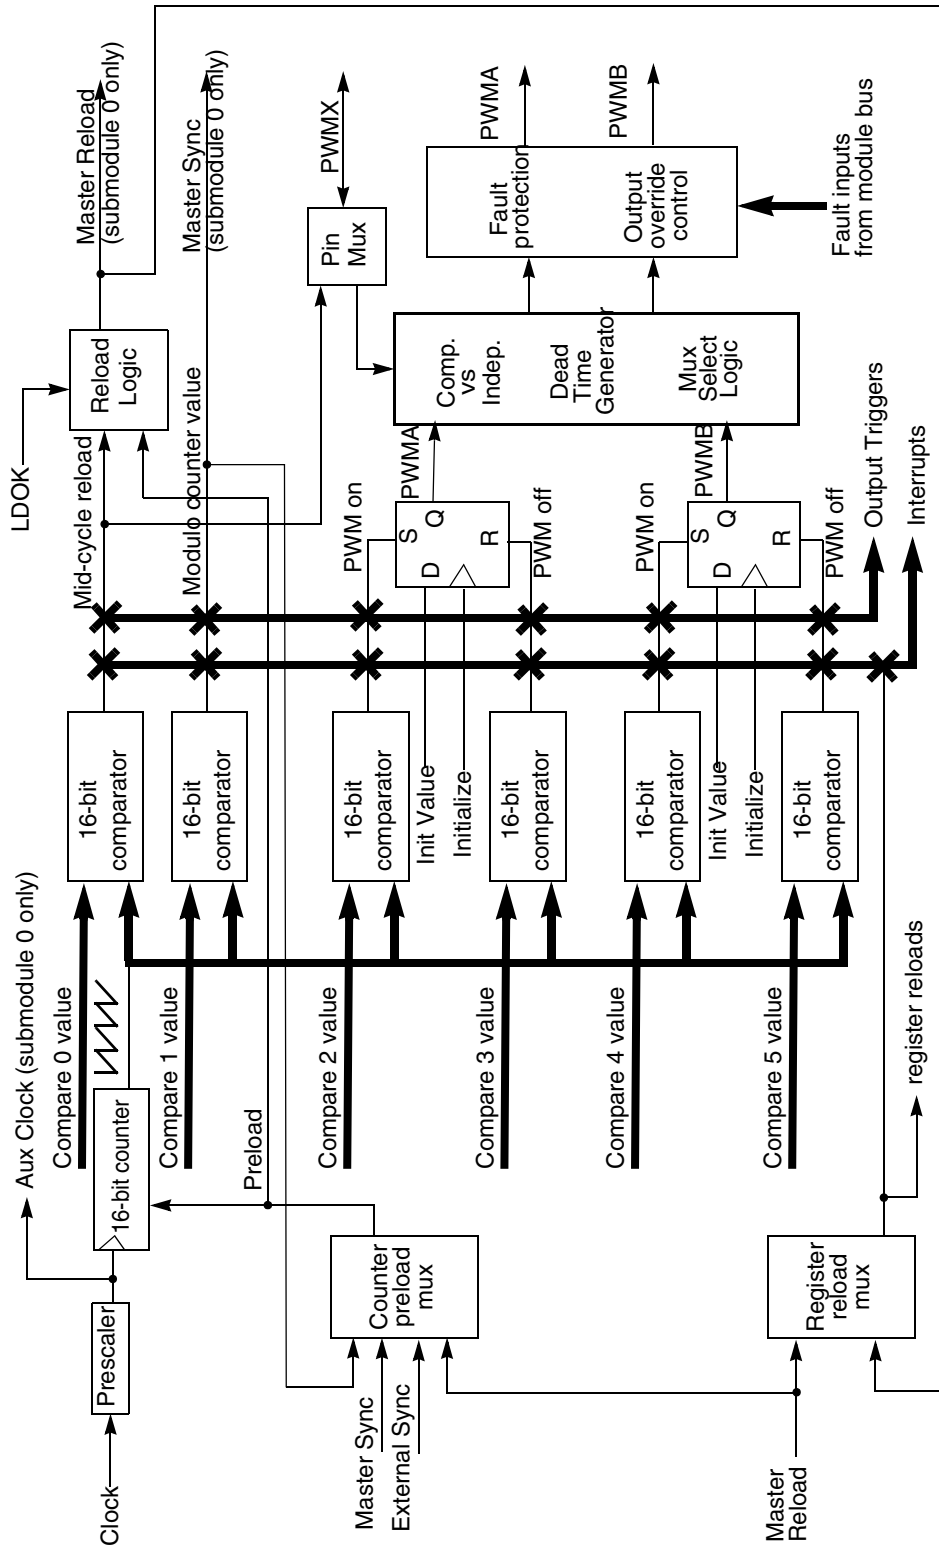 Clock
Prescaler
Aux Clock (submodule 0 only)
16-bit counter
Compare 0 value
16-bit
comparator
Mid-cycle reload
LDOK
Reload
Logic
Master Reload
(submodule 0 only)
Compare 1 value
16-bit
comparator
Modulo counter value
Master Sync
(submodule 0 only)
Preload
Pin
Mux
PWMX
Master Sync
External Sync
Counter
preload
mux
Compare 2 value
16-bit
comparator
PWM on
Init Value
Initialize
D
S
Q
R
PWMA
Compare 3 value
16-bit
comparator
PWM off
Comp.
vs
Indep.
Dead
Time
Generator
Mux
Select
Logic
Fault
protection
Output
override
control
PWMA
PWMB
Compare 4 value
16-bit
comparator
PWM on
Init Value
Initialize
D
S
Q
R
PWMB
Compare 5 value
16-bit
comparator
PWM off
Fault inputs
from module bus
Output Triggers
Interrupts
Master
Reload
Register
reload
mux
register reloads